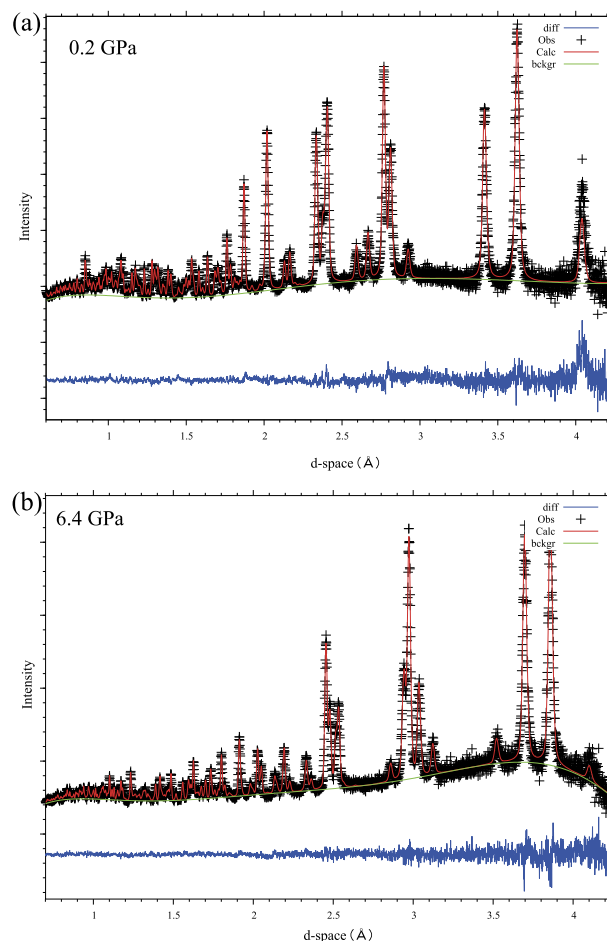 (a)
0.2 GPa
diff
Obs
Calc
bckgr
Intensity
1
1.5
2
2.5
3
3.5
4
d-space (Å)
(b)
6.4 GPa
diff
Obs
Calc
bckgr
Intensity
1
1.5
2
2.5
3
3.5
4
d-space (Å)